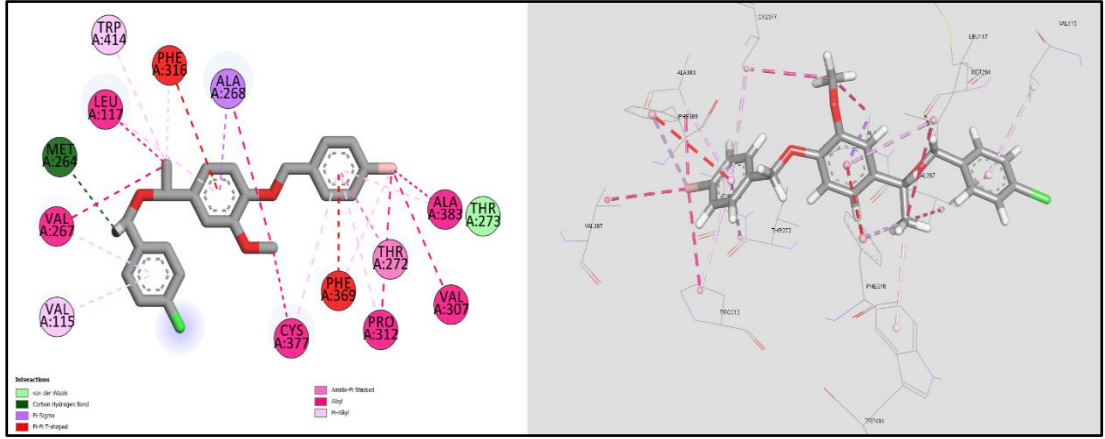 TRP
A:414
PHE
A:316
ALA
A:268
LEU
A:117
MET
A:264
VAL
A:267
VAL
A:115
CYS
A:377
PHE
A:369
PRO
A:312
THR
A:272
VAL
A:307
ALA
A:383
THR
A:273
Interactions
van der Waals
Carbon Hydrogen Bond
Pi-Sigma
Pi-Pi T-shaped
Amide-Pi Stacked
Alkyl
Pi-Alkyl
CYS377
VAL115
LEU117
MET264
ALA383
PHE369
THR272
PHE316
TRP414